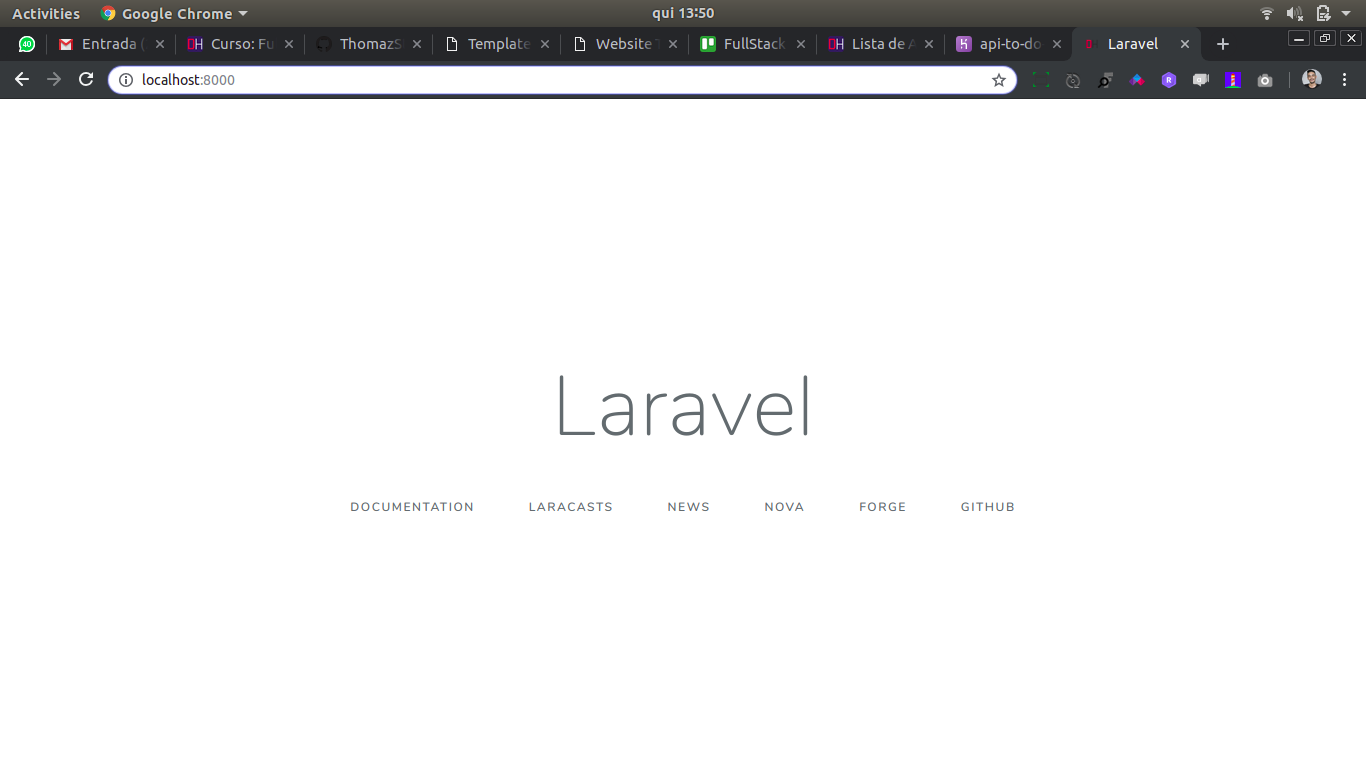 Activities Google Chrome qui 13:50
40 Entrada ( Curso: Fu ThomazS Template Website T FullStack Lista de A api-to-do Laravel
localhost:8000
Laravel
DOCUMENTATION LARACASTS NEWS NOVA FORGE GITHUB